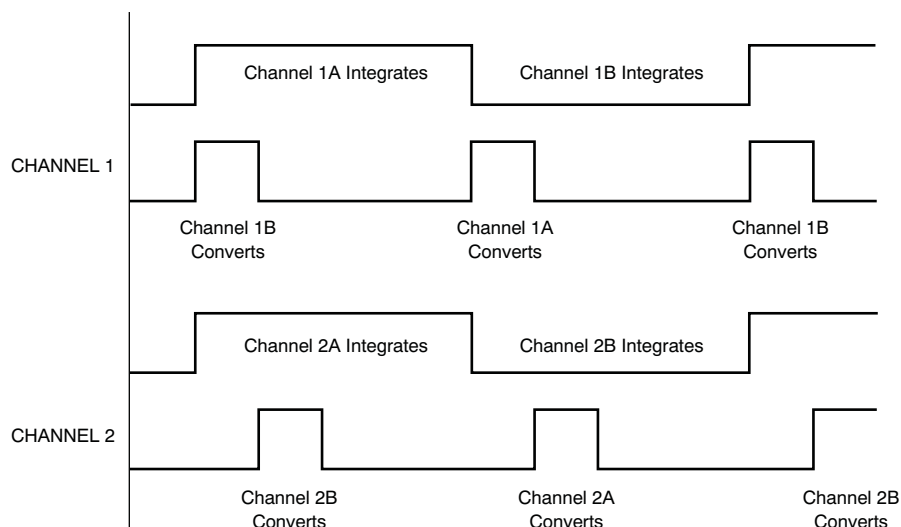 Channel 1A Integrates
Channel 1B Integrates
CHANNEL 1
Channel 1B
Converts
Channel 1A
Converts
Channel 1B
Converts
Channel 2A Integrates
Channel 2B Integrates
CHANNEL 2
Channel 2B
Converts
Channel 2A
Converts
Channel 2B
Converts